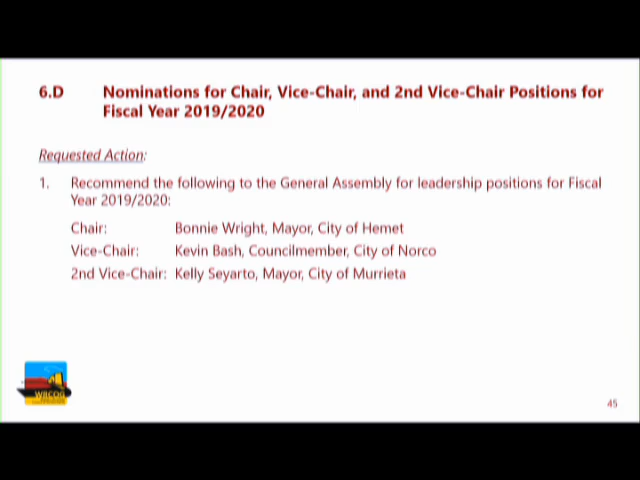 6.D Nominations for Chair, Vice-Chair, and 2nd Vice-Chair Positions for
Fiscal Year 2019/2020
Requested Action:
1. Recommend the following to the General Assembly for leadership positions for Fiscal
Year 2019/2020:
Chair: Bonnie Wright, Mayor, City of Hemet
Vice-Chair: Kevin Bash, Councilmember, City of Norco
2nd Vice-Chair: Kelly Seyarto, Mayor, City of Murrieta
WRCOG
45